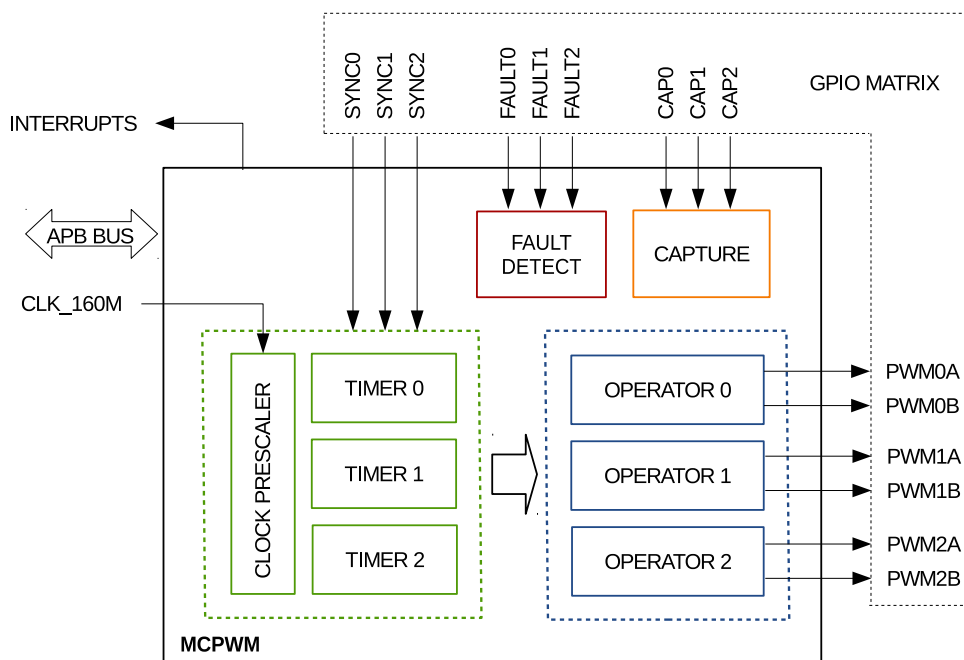 SYNC0
SYNC1
SYNC2
FAULT0
FAULT1
FAULT2
CAP0
CAP1
CAP2
GPIO MATRIX
INTERRUPTS
APB BUS
FAULT
DETECT
CAPTURE
CLK_160M
CLOCK PRESCALER
TIMER 0
TIMER 1
TIMER 2
OPERATOR 0
OPERATOR 1
OPERATOR 2
PWM0A
PWM0B
PWM1A
PWM1B
PWM2A
PWM2B
MCPWM